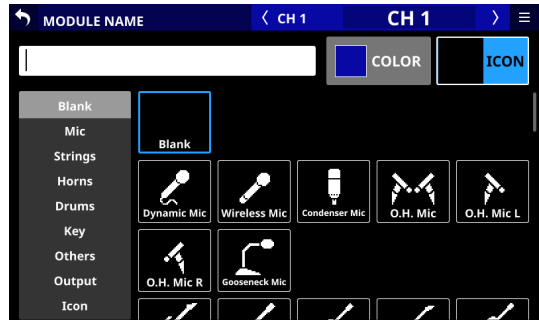 MODULE NAME
CH 1
CH 1
COLOR
ICON
Blank
Mic
Strings
Horns
Drums
Key
Others
Output
Icon
Blank
Dynamic Mic
Wireless Mic
Condenser Mic
O.H. Mic
O.H. Mic L
O.H. Mic R
Gooseneck Mic